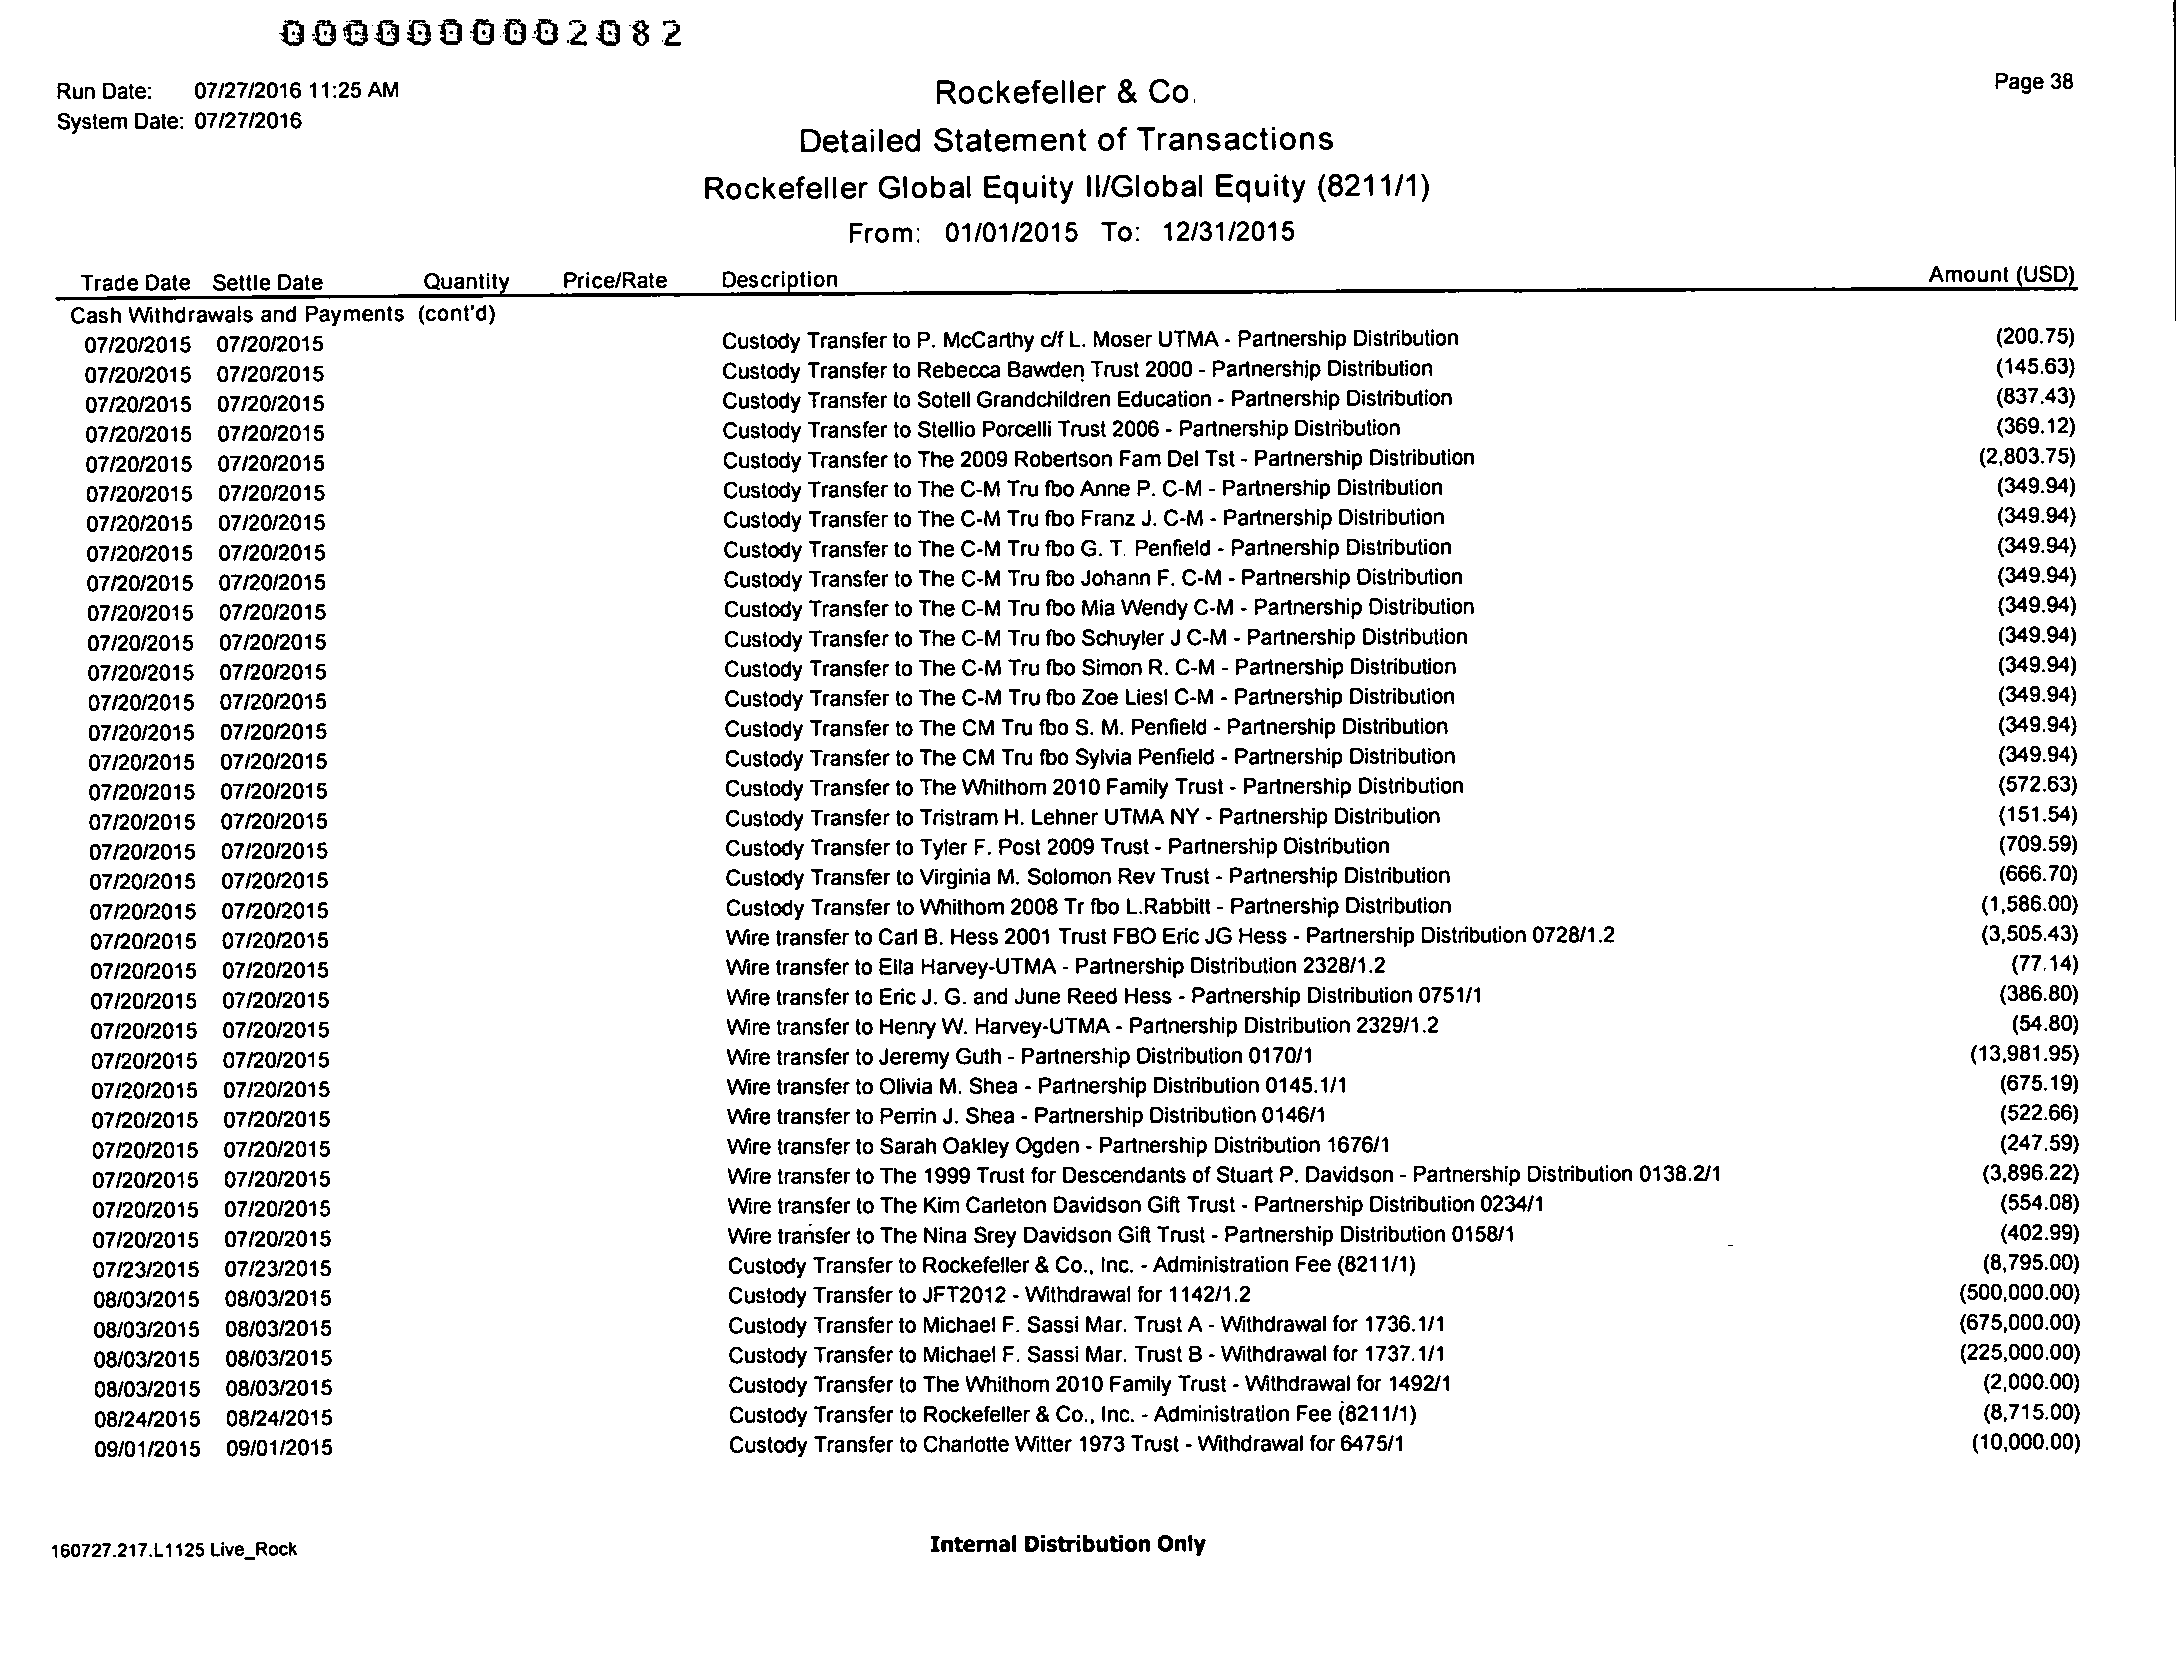 000000002082
Run Date: 07/27/2016 11:25 AM
System Date: 07/27/2016
Rockefeller & Co.
Page 38
Detailed Statement of Transactions
Rockefeller Global Equity II/Global Equity (8211/1)
From: 01/01/2015 To: 12/31/2015
Trade Date Settle Date Quantity Price/Rate Description Amount (USD)
Cash Withdrawals and Payments (cont'd)
07/20/2015 07/20/2015 Custody Transfer to P. McCarthy c/f L. Moser UTMA - Partnership Distribution (200.75)
07/20/2015 07/20/2015 Custody Transfer to Rebecca Bawden Trust 2000 - Partnership Distribution (145.63)
07/20/2015 07/20/2015 Custody Transfer to Sotell Grandchildren Education - Partnership Distribution (837.43)
07/20/2015 07/20/2015 Custody Transfer to Stellio Porcelli Trust 2006 - Partnership Distribution (369.12)
07/20/2015 07/20/2015 Custody Transfer to The 2009 Robertson Fam Del Tst - Partnership Distribution (2,803.75)
07/20/2015 07/20/2015 Custody Transfer to The C-M Tru fbo Anne P. C-M - Partnership Distribution (349.94)
07/20/2015 07/20/2015 Custody Transfer to The C-M Tru fbo Franz J. C-M - Partnership Distribution (349.94)
07/20/2015 07/20/2015 Custody Transfer to The C-M Tru fbo G. T. Penfield - Partnership Distribution (349.94)
07/20/2015 07/20/2015 Custody Transfer to The C-M Tru fbo Johann F. C-M - Partnership Distribution (349.94)
07/20/2015 07/20/2015 Custody Transfer to The C-M Tru fbo Mia Wendy C-M - Partnership Distribution (349.94)
07/20/2015 07/20/2015 Custody Transfer to The C-M Tru fbo Schuyler J C-M - Partnership Distribution (349.94)
07/20/2015 07/20/2015 Custody Transfer to The C-M Tru fbo Simon R. C-M - Partnership Distribution (349.94)
07/20/2015 07/20/2015 Custody Transfer to The C-M Tru fbo Zoe Liesl C-M - Partnership Distribution (349.94)
07/20/2015 07/20/2015 Custody Transfer to The CM Tru fbo S. M. Penfield - Partnership Distribution (349.94)
07/20/2015 07/20/2015 Custody Transfer to The CM Tru fbo Sylvia Penfield - Partnership Distribution (349.94)
07/20/2015 07/20/2015 Custody Transfer to The Whithom 2010 Family Trust - Partnership Distribution (572.63)
07/20/2015 07/20/2015 Custody Transfer to Tristram H. Lehner UTMA NY - Partnership Distribution (151.54)
07/20/2015 07/20/2015 Custody Transfer to Tyler F. Post 2009 Trust - Partnership Distribution (709.59)
07/20/2015 07/20/2015 Custody Transfer to Virginia M. Solomon Rev Trust - Partnership Distribution (666.70)
07/20/2015 07/20/2015 Custody Transfer to Whithom 2008 Tr fbo L.Rabbitt - Partnership Distribution (1,586.00)
07/20/2015 07/20/2015 Wire transfer to Carl B. Hess 2001 Trust FBO Eric JG Hess - Partnership Distribution 0728/1.2 (3,505.43)
07/20/2015 07/20/2015 Wire transfer to Ella Harvey-UTMA - Partnership Distribution 2328/1.2 (77.14)
07/20/2015 07/20/2015 Wire transfer to Eric J. G. and June Reed Hess - Partnership Distribution 0751/1 (386.80)
07/20/2015 07/20/2015 Wire transfer to Henry W. Harvey-UTMA - Partnership Distribution 2329/1.2 (54.80)
07/20/2015 07/20/2015 Wire transfer to Jeremy Guth - Partnership Distribution 0170/1 (13,981.95)
07/20/2015 07/20/2015 Wire transfer to Olivia M. Shea - Partnership Distribution 0145.1/1 (675.19)
07/20/2015 07/20/2015 Wire transfer to Perrin J. Shea - Partnership Distribution 0146/1 (522.66)
07/20/2015 07/20/2015 Wire transfer to Sarah Oakley Ogden - Partnership Distribution 1676/1 (247.59)
07/20/2015 07/20/2015 Wire transfer to The 1999 Trust for Descendants of Stuart P. Davidson - Partnership Distribution 0138.2/1 (3,896.22)
07/20/2015 07/20/2015 Wire transfer to The Kim Carleton Davidson Gift Trust - Partnership Distribution 0234/1 (554.08)
07/20/2015 07/20/2015 Wire transfer to The Nina Srey Davidson Gift Trust - Partnership Distribution 0158/1 (402.99)
07/23/2015 07/23/2015 Custody Transfer to Rockefeller & Co., Inc. - Administration Fee (8211/1) (8,795.00)
08/03/2015 08/03/2015 Custody Transfer to JFT2012 - Withdrawal for 1142/1.2 (500,000.00)
08/03/2015 08/03/2015 Custody Transfer to Michael F. Sassi Mar. Trust A - Withdrawal for 1736.1/1 (675,000.00)
08/03/2015 08/03/2015 Custody Transfer to Michael F. Sassi Mar. Trust B - Withdrawal for 1737.1/1 (225,000.00)
08/03/2015 08/03/2015 Custody Transfer to The Whithom 2010 Family Trust - Withdrawal for 1492/1 (2,000.00)
08/24/2015 08/24/2015 Custody Transfer to Rockefeller & Co., Inc. - Administration Fee (8211/1) (8,715.00)
09/01/2015 09/01/2015 Custody Transfer to Charlotte Witter 1973 Trust - Withdrawal for 6475/1 (10,000.00)
160727.217.L1125 Live_Rock
Internal Distribution Only